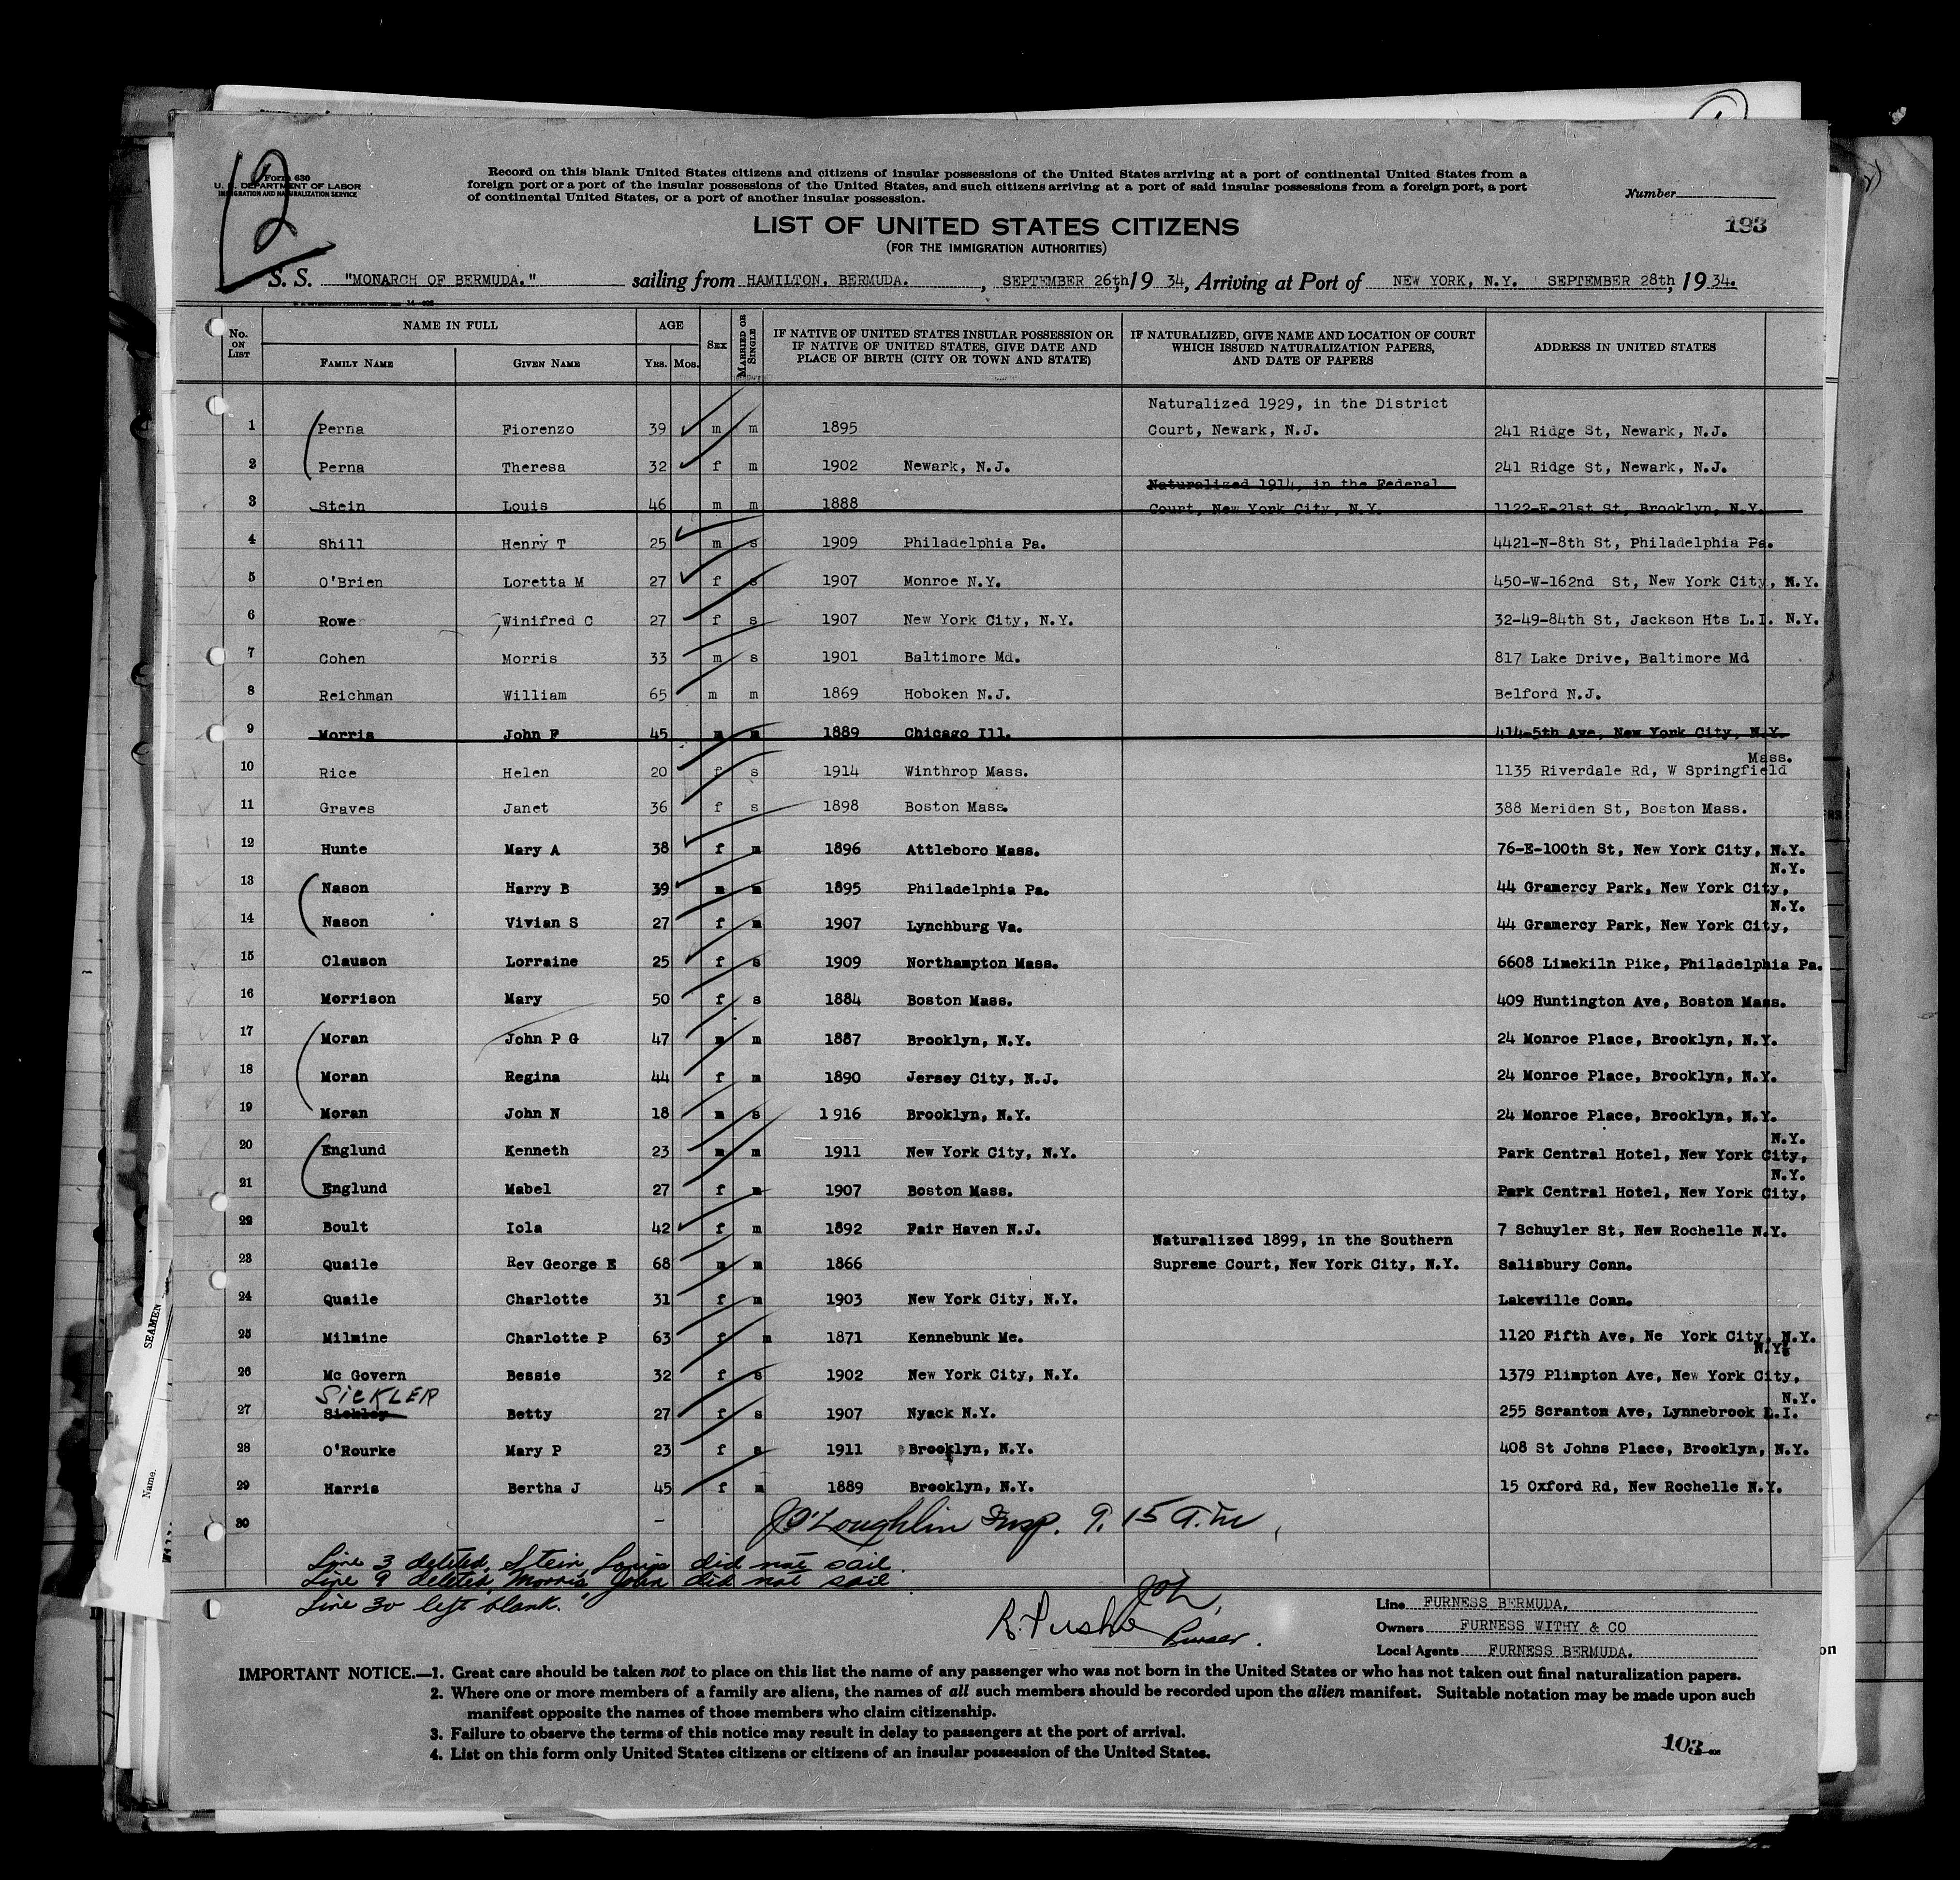 12
Form 630
U. S. DEPARTMENT OF LABOR
IMMIGRATION AND NATURALIZATION SERVICE
Record on this blank United States citizens and citizens of insular possessions of the United States arriving at a port of continental United States from a
foreign port or a port of the insular possessions of the United States, and such citizens arriving at a port of said insular possessions from a foreign port, a port
of continental United States, or a port of another insular possession.
Number
193
LIST OF UNITED STATES CITIZENS
(FOR THE IMMIGRATION AUTHORITIES)
S. S. "MONARCH OF BERMUDA." sailing from HAMILTON, BERMUDA. , SEPTEMBER 26th, 19 34, Arriving at Port of NEW YORK, N.Y. SEPTEMBER 28th, 19 34.
No. ON LIST NAME IN FULL AGE SEX MARRIED OR SINGLE IF NATIVE OF UNITED STATES INSULAR POSSESSION OR IF NATIVE OF UNITED STATES, GIVE DATE AND PLACE OF BIRTH (CITY OR TOWN AND STATE) IF NATURALIZED, GIVE NAME AND LOCATION OF COURT WHICH ISSUED NATURALIZATION PAPERS, AND DATE OF PAPERS ADDRESS IN UNITED STATES
FAMILY NAME GIVEN NAME YRS. MOS.
Naturalized 1929, in the District
1 Perna Fiorenzo 39 m m 1895 Court, Newark, N.J. 241 Ridge St, Newark, N.J.
2 Perna Theresa 32 f m 1902 Newark, N.J. 241 Ridge St, Newark, N.J.
Naturalized 1914, in the Federal
3 Stein Louis 46 m m 1888 Court, New York City, N.Y. 1122-E-21st St, Brooklyn, N.Y.
4 Shill Henry T 25 m s 1909 Philadelphia Pa. 4421-N-8th St, Philadelphia Pa.
5 O'Brien Loretta M 27 f s 1907 Monroe N.Y. 450-W-162nd St, New York City, N.Y.
6 Rowe Winifred C 27 f s 1907 New York City, N.Y. 32-49-84th St, Jackson Hts L.I. N.Y.
7 Cohen Morris 33 m s 1901 Baltimore Md. 817 Lake Drive, Baltimore Md
8 Reichman William 65 m m 1869 Hoboken N.J. Belford N.J.
9 Morris John F 45 m m 1889 Chicago Ill. 414-5th Ave, New York City, N.Y.
Mass.
10 Rice Helen 20 f s 1914 Winthrop Mass. 1135 Riverdale Rd, W Springfield
11 Graves Janet 36 f s 1898 Boston Mass. 388 Meriden St, Boston Mass.
12 Hunte Mary A 38 f m 1896 Attleboro Mass. 76-E-100th St, New York City, N.Y.
N.Y.
13 Nason Harry B 39 m m 1895 Philadelphia Pa. 44 Gramercy Park, New York City,
N.Y.
14 Nason Vivian S 27 f m 1907 Lynchburg Va. 44 Gramercy Park, New York City,
15 Clauson Lorraine 25 f s 1909 Northampton Mass. 6608 Limekiln Pike, Philadelphia Pa.
16 Morrison Mary 50 f s 1884 Boston Mass. 409 Huntington Ave, Boston Mass.
17 Moran John P G 47 m m 1887 Brooklyn, N.Y. 24 Monroe Place, Brooklyn, N.Y.
18 Moran Regina 44 f m 1890 Jersey City, N.J. 24 Monroe Place, Brooklyn, N.Y.
19 Moran John N 18 m s 1916 Brooklyn, N.Y. 24 Monroe Place, Brooklyn, N.Y.
N.Y.
20 Englund Kenneth 23 m m 1911 New York City, N.Y. Park Central Hotel, New York City,
N.Y.
21 Englund Mabel 27 f m 1907 Boston Mass. Park Central Hotel, New York City,
22 Boult Iola 42 f m 1892 Fair Haven N.J. 7 Schuyler St, New Rochelle N.Y.
Naturalized 1899, in the Southern
23 Quaile Rev George E 68 m m 1866 Supreme Court, New York City, N.Y. Salisbury Conn.
24 Quaile Charlotte 31 f m 1903 New York City, N.Y. Lakeville Conn.
25 Milmine Charlotte P 63 f m 1871 Kennebunk Me. 1120 Fifth Ave, Ne York City, N.Y.
N.Y.
26 Mc Govern Bessie 32 f s 1902 New York City, N.Y. 1379 Plimpton Ave, New York City,
SICKLER N.Y.
27 Sickley Betty 27 f s 1907 Nyack N.Y. 255 Scranton Ave, Lynnebrook L.I.
28 O'Rourke Mary P 23 f s 1911 Brooklyn, N.Y. 408 St Johns Place, Brooklyn, N.Y.
29 Harris Bertha J 45 f m 1889 Brooklyn, N.Y. 15 Oxford Rd, New Rochelle N.Y.
30 J O'Loughlin Insp. 9.15 A.M.
Line 3 deleted, Stein, Louis did not sail.
Line 9 deleted, Morris, John did not sail
Line 30 left blank.
JOL
Purser.
Line FURNESS BERMUDA.
Owners FURNESS WITHY & CO
Local Agents FURNESS BERMUDA.
IMPORTANT NOTICE.—1. Great care should be taken not to place on this list the name of any passenger who was not born in the United States or who has not taken out final naturalization papers.
2. Where one or more members of a family are aliens, the names of all such members should be recorded upon the alien manifest. Suitable notation may be made upon such
manifest opposite the names of those members who claim citizenship.
3. Failure to observe the terms of this notice may result in delay to passengers at the port of arrival.
4. List on this form only United States citizens or citizens of an insular possession of the United States.
103
SEAMEN
Name.
on